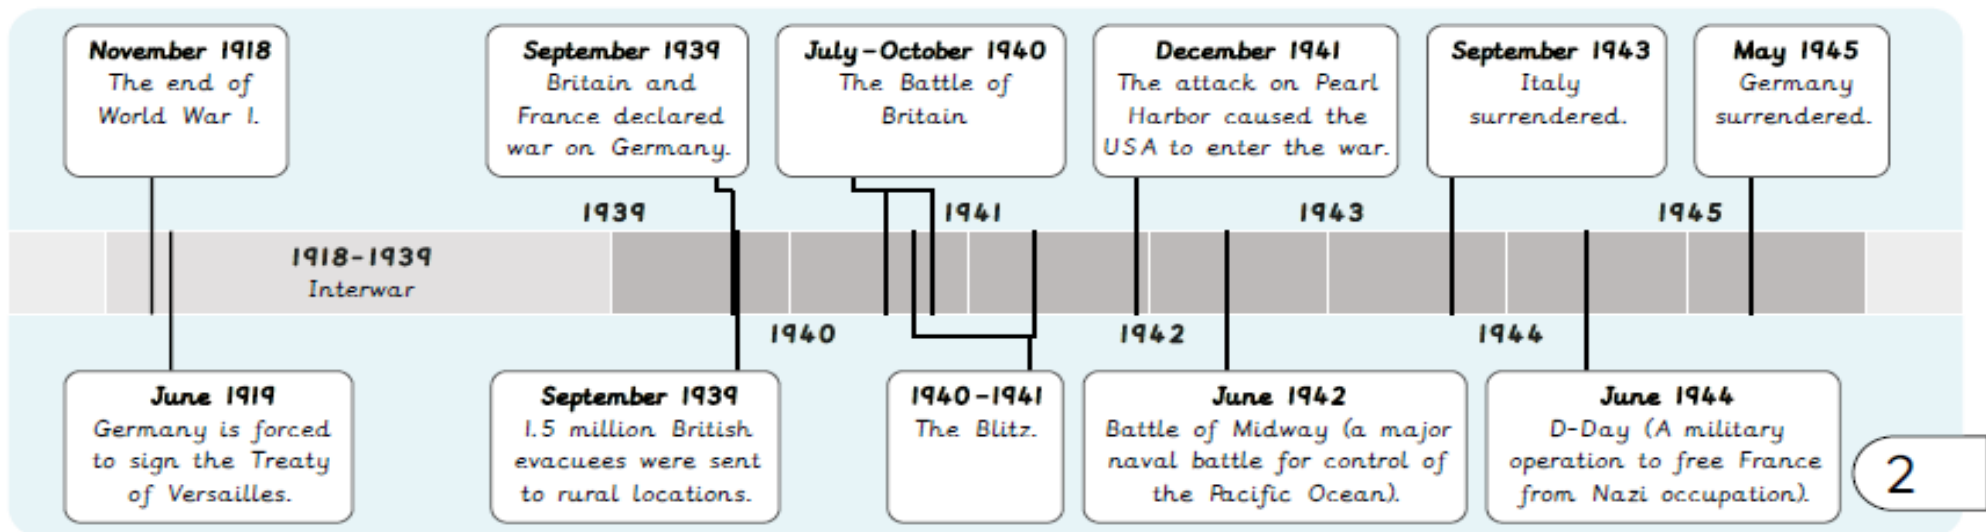 November 1918
The end of
World War I.
September 1939
Britain and
France declared
war on Germany.
July–October 1940
The Battle of
Britain
December 1941
The attack on Pearl
Harbor caused the
USA to enter the war.
September 1943
Italy
surrendered.
May 1945
Germany
surrendered.
1939
1941
1943
1945
1918–1939
Interwar
1940
1942
1944
June 1919
Germany is forced
to sign the Treaty
of Versailles.
September 1939
1.5 million British
evacuees were sent
to rural locations.
1940–1941
The Blitz.
June 1942
Battle of Midway (a major
naval battle for control of
the Pacific Ocean).
June 1944
D-Day (A military
operation to free France
from Nazi occupation).
2